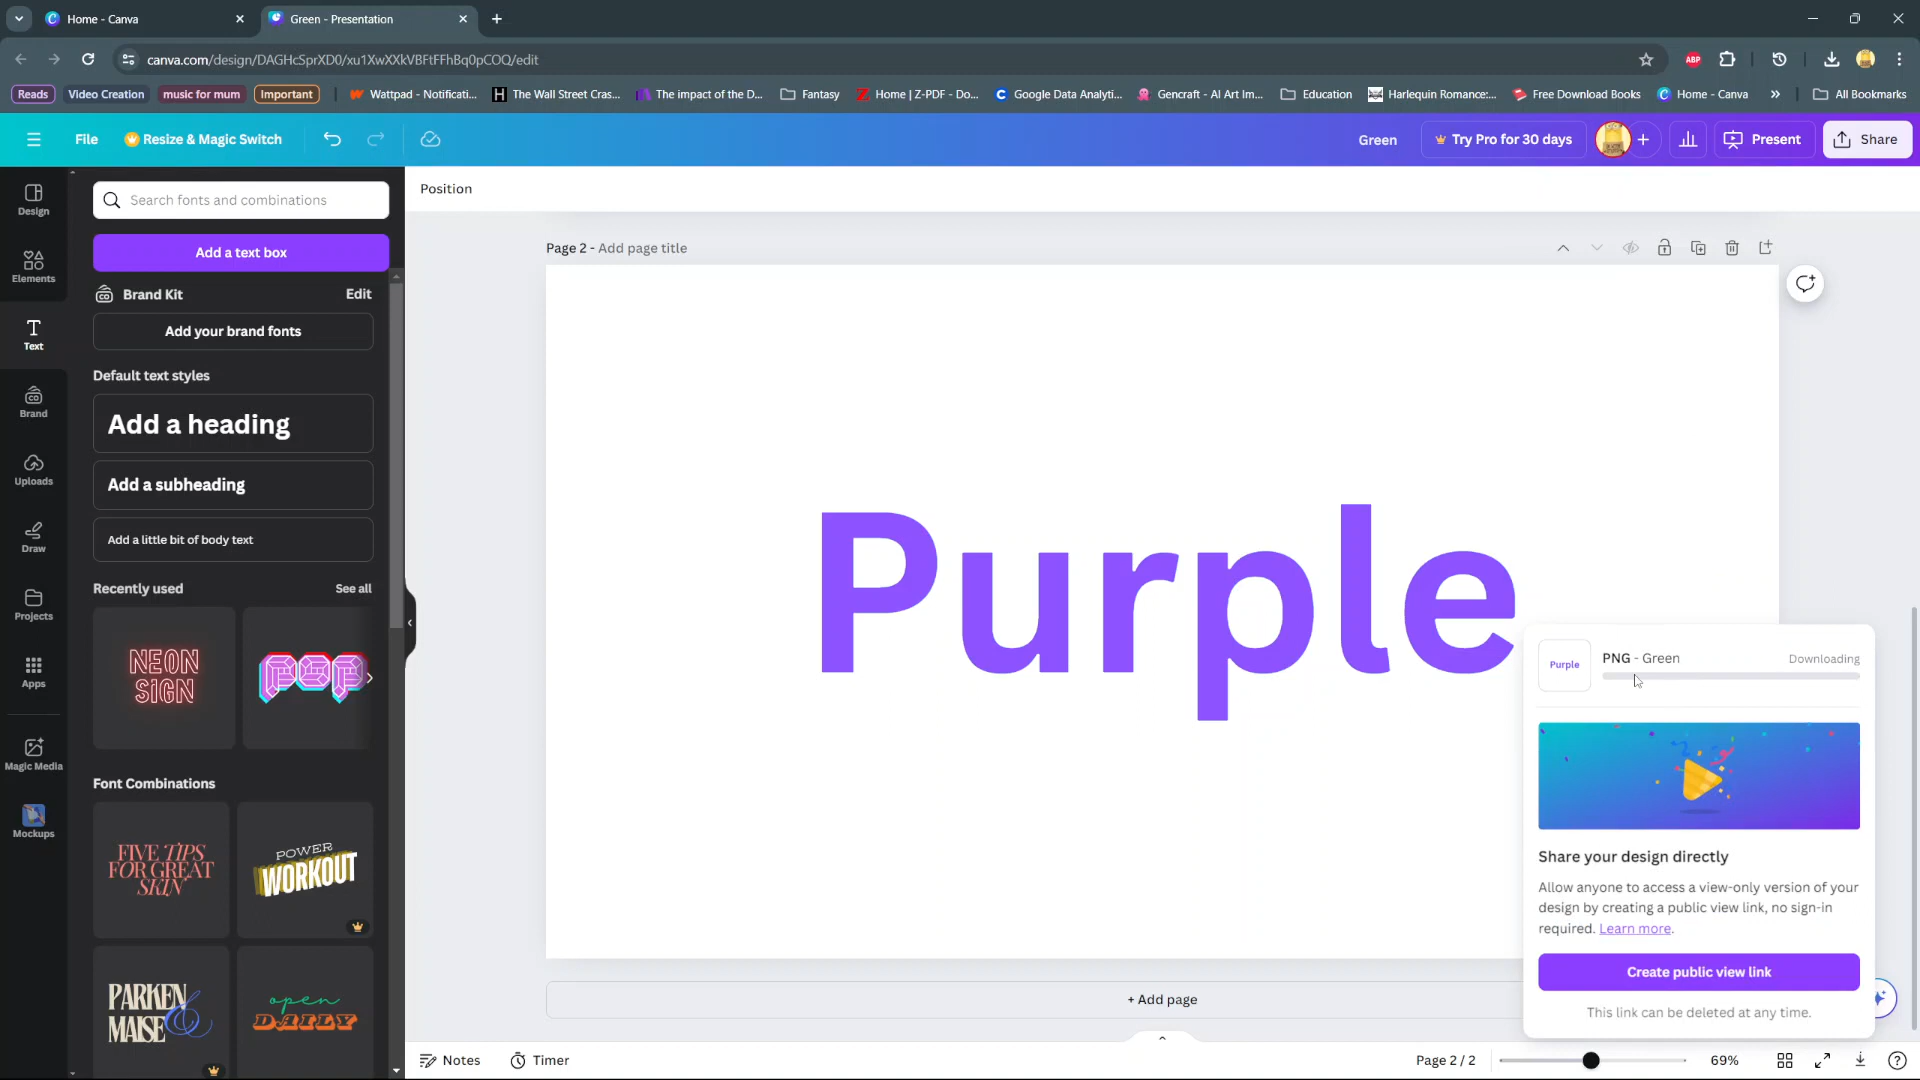 Home - Canva
Green - Presentation
canva.com/design/DAGHcSprXD0/xu1XwXXkVBFtFFhBq0pCOQ/edit
ABP
Reads
Video Creation
music for mum
Important
Wattpad - Notificati...
The Wall Street Cras...
The impact of the D...
Fantasy
Home | Z-PDF - Do...
Google Data Analyti...
Gencraft - AI Art Im...
Education
Harlequin Romance:...
Free Download Books
Home - Canva
All Bookmarks
File
Resize & Magic Switch
Green
Try Pro for 30 days
Present
Share
Design
Elements
Text
Brand
Uploads
Draw
Projects
Apps
Magic Media
Mockups
Search fonts and combinations
Add a text box
Brand Kit
Edit
Add your brand fonts
Default text styles
Add a heading
Add a subheading
Add a little bit of body text
Recently used
See all
NEON
SIGN
POP
Font Combinations
FIVE TIPS
FOR GREAT
SKIN
POWER
WORKOUT
PARKEN
& MAISE
open
DAILY
Position
Page 2 - Add page title
Purple
+ Add page
Purple
PNG - Green
Downloading
Share your design directly
Allow anyone to access a view-only version of your
design by creating a public view link, no sign-in
required. Learn more.
Create public view link
This link can be deleted at any time.
Notes
Timer
Page 2 / 2
69%